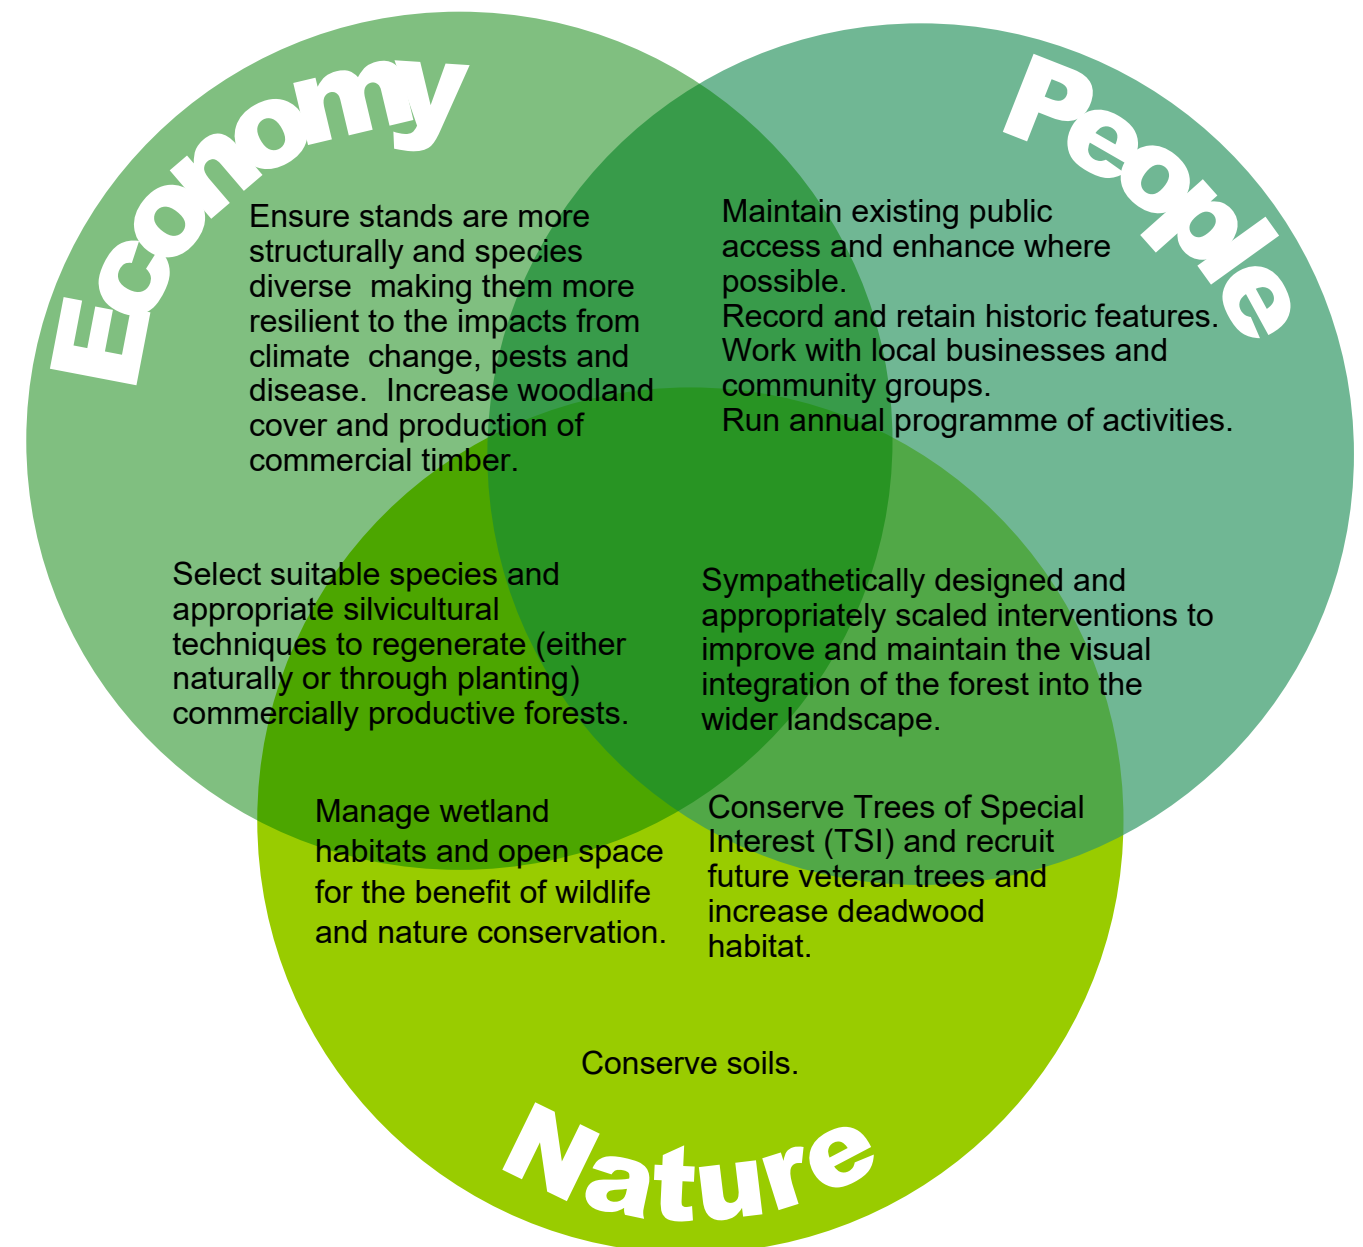 Economy
People
Ensure stands are more
structurally and species
diverse  making them more
resilient to the impacts from
climate  change, pests and
disease.  Increase woodland
cover and production of
commercial timber.
Maintain existing public
access and enhance where
possible.
Record and retain historic features.
Work with local businesses and
community groups.
Run annual programme of activities.
Select suitable species and
appropriate silvicultural
techniques to regenerate (either
naturally or through planting)
commercially productive forests.
Sympathetically designed and
appropriately scaled interventions to
improve and maintain the visual
integration of the forest into the
wider landscape.
Manage wetland
habitats and open space
for the benefit of wildlife
and nature conservation.
Conserve Trees of Special
Interest (TSI) and recruit
future veteran trees and
increase deadwood
habitat.
Conserve soils.
Nature